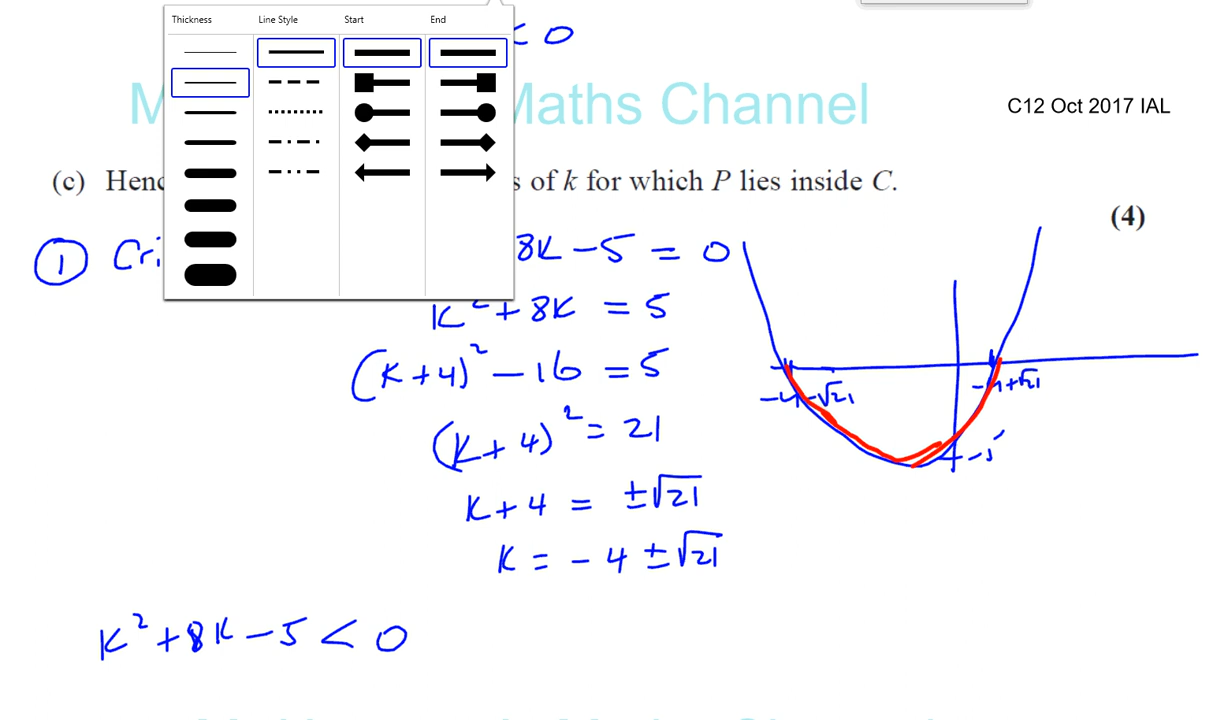 Thickness Line Style Start End
< 0
Maths Channel
C12 Oct 2017 IAL
(c) Henc s of k for which P lies inside C.
(4)
① Cri 8k - 5 = 0
k² + 8k = 5
(k+4)² - 16 = 5
(k+4)² = 21
k+4 = ±√21
k = -4 ±√21
-4-√21
-4+√21
-5
k² + 8k - 5 < 0